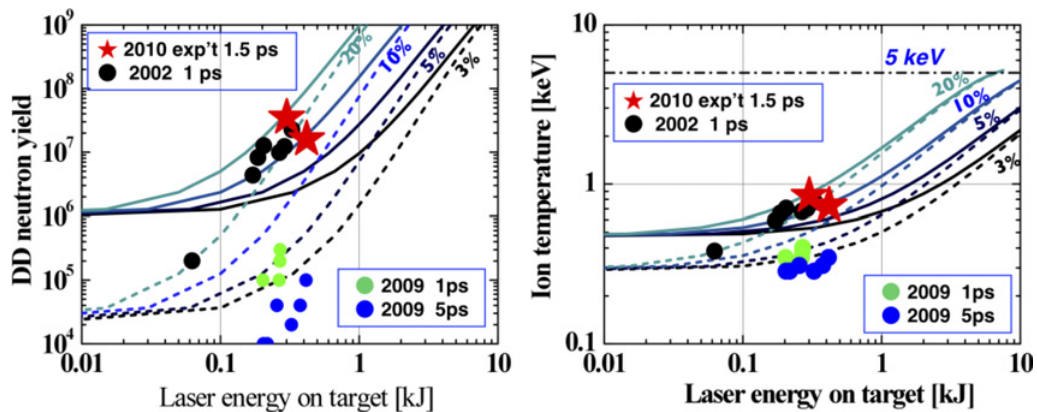 DD neutron yield
10^9
10^8
10^7
10^6
10^5
10^4
2010 exp't 1.5 ps
2002 1 ps
20%
10%
5%
3%
2009 1ps
2009 5ps
0.01
0.1
1
10
Laser energy on target [kJ]
Ion temperature [keV]
10
1
0.1
5 keV
2010 exp't 1.5 ps
2002 1 ps
20%
10%
5%
3%
2009 1ps
2009 5ps
0.01
0.1
1
10
Laser energy on target [kJ]